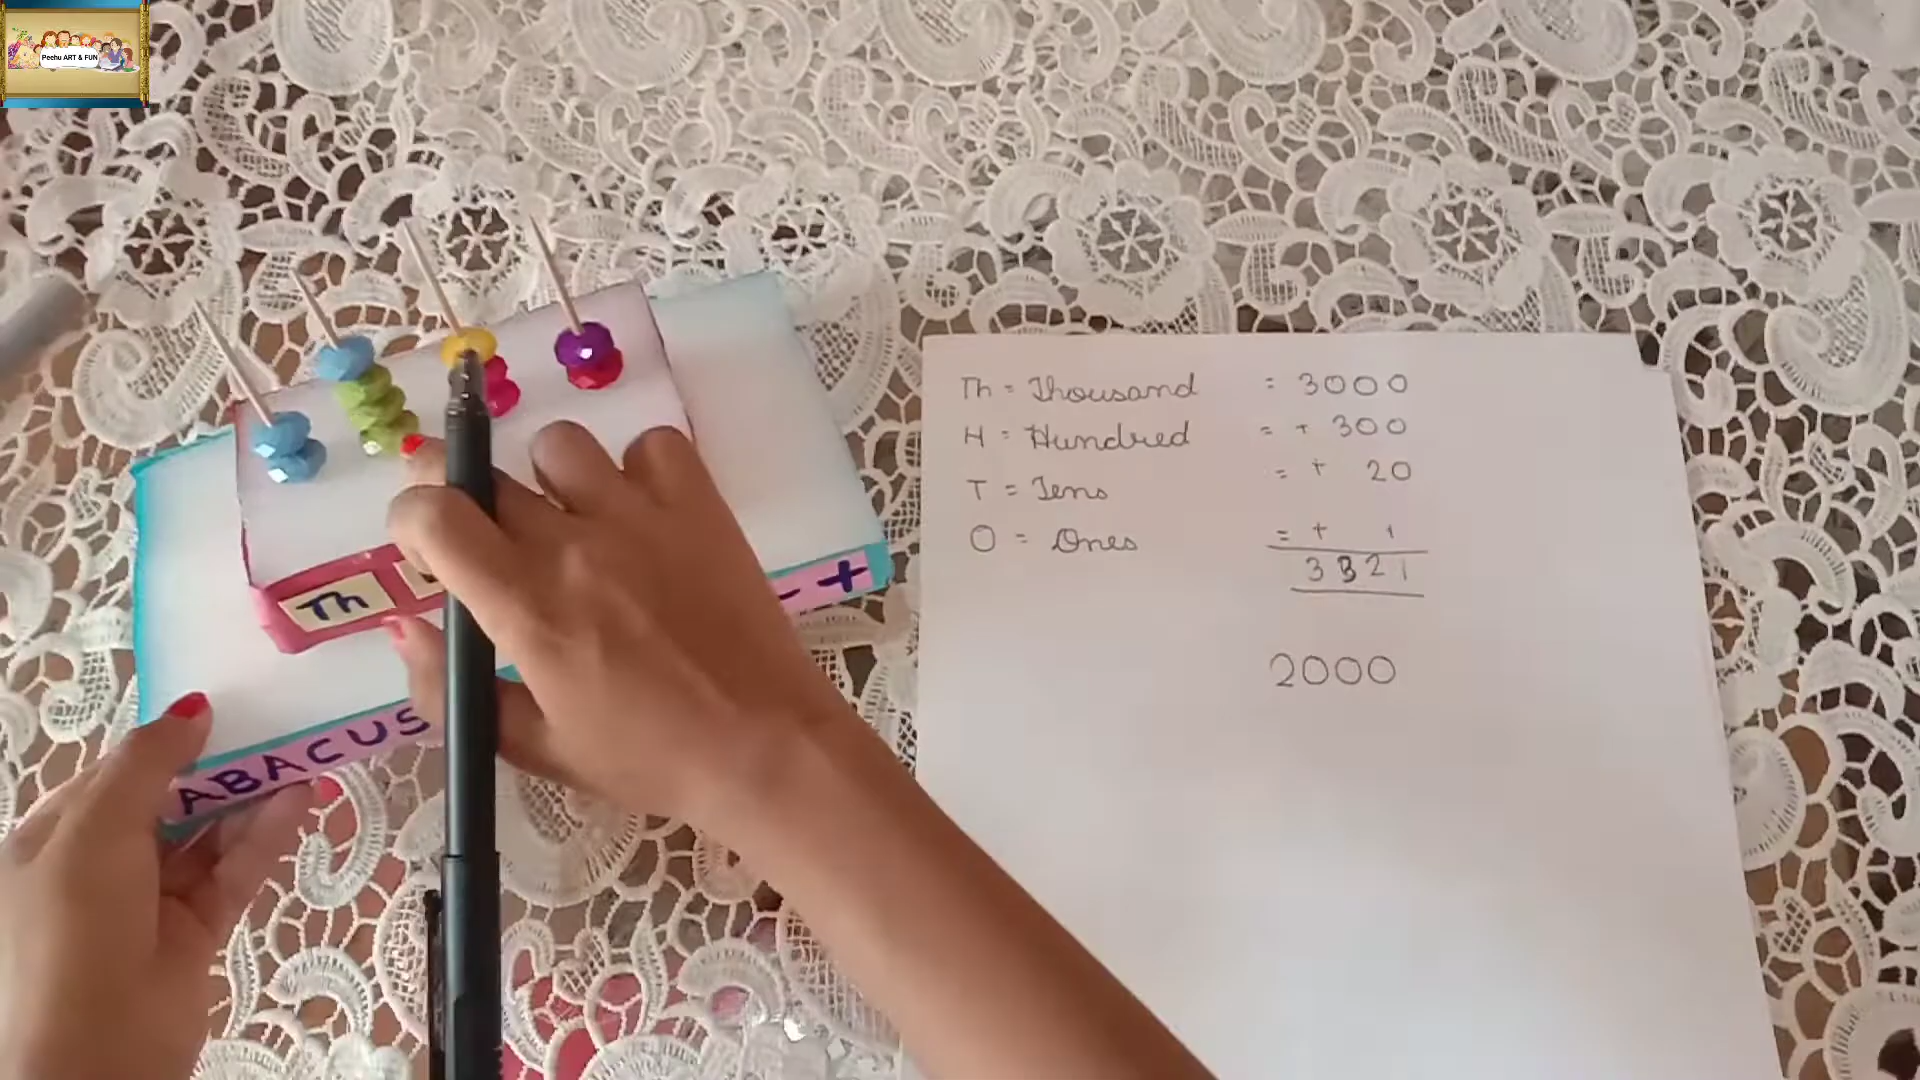 Peehu ART & FUN
Th = Thousand = 3000
H = Hundred = + 300
T = Tens = + 20
O = Ones = + 1
3321
2000
Th
- +
ABACUS